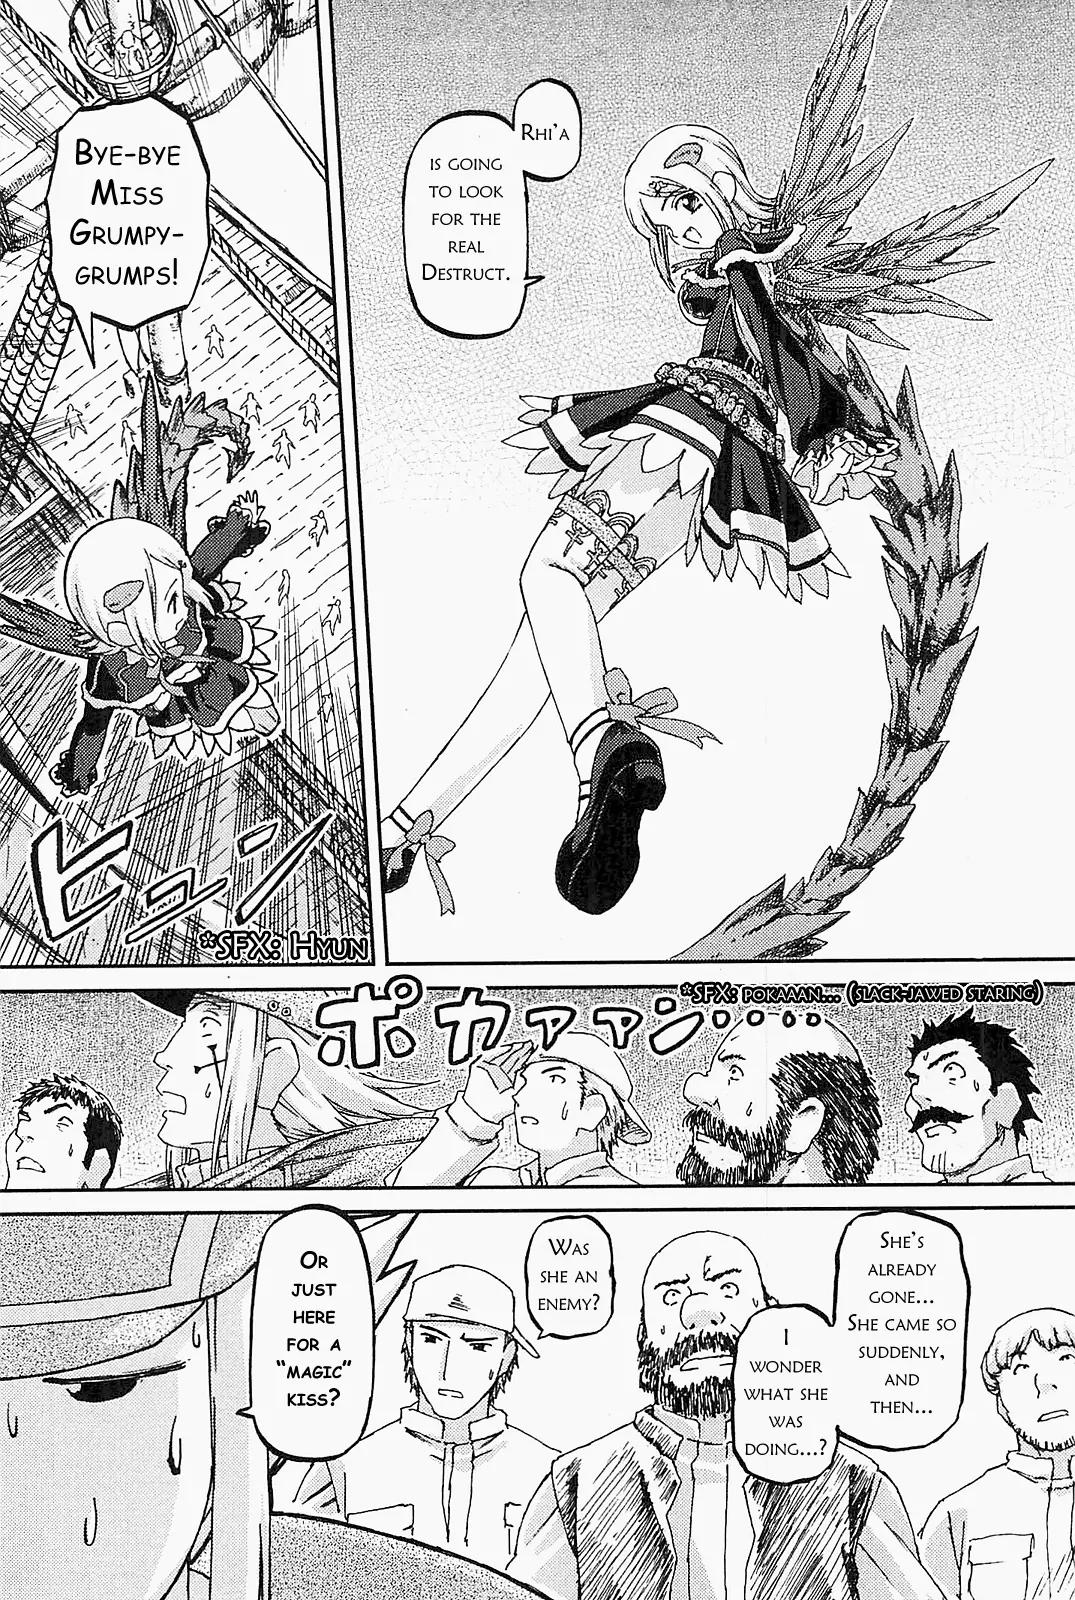 Rhi'a
is going
to look
for the
real
Destruct.
Bye-bye
Miss
Grumpy-
grumps!
ヒュン
*SFX: Hyun
ポカァァン・・・・
*SFX: pokaaan... (slack-jawed staring)
She's
already
gone...
She came so
suddenly,
and
then...
I
wonder
what she
was
doing...?
Was
she an
enemy?
Or
just
here
for a
"magic"
kiss?